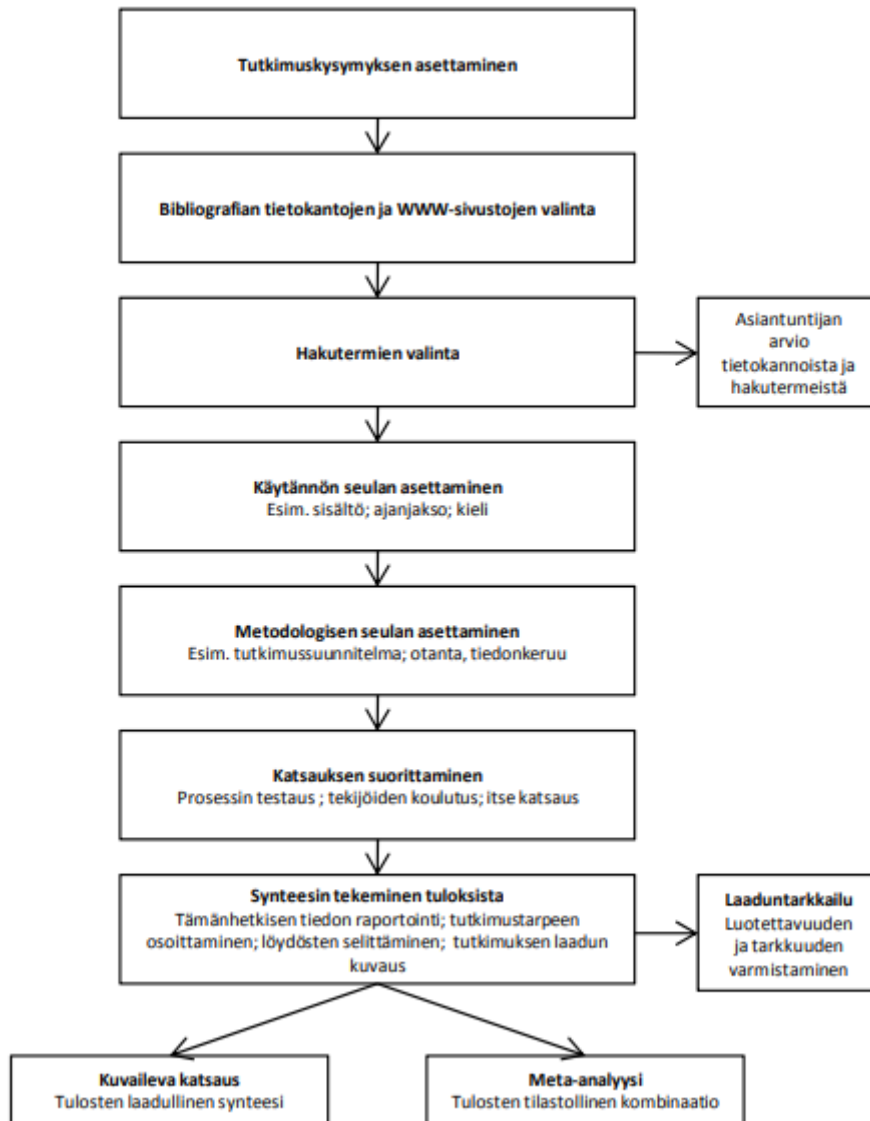 Tutkimuskysymyksen asettaminen
Bibliografian tietokantojen ja WWW-sivustojen valinta
Hakutermien valinta
Asiantuntijan
arvio
tietokannoista ja
hakutermeistä
Käytännön seulan asettaminen
Esim. sisältö; ajanjakso; kieli
Metodologisen seulan asettaminen
Esim. tutkimussuunnitelma; otanta, tiedonkeruu
Katsauksen suorittaminen
Prosessin testaus ; tekijöiden koulutus; itse katsaus
Synteesin tekeminen tuloksista
Tämänhetkisen tiedon raportointi; tutkimustarpeen
osoittaminen; löydösten selittäminen; tutkimuksen laadun
kuvaus
Laaduntarkkailu
Luotettavuuden
ja tarkkuuden
varmistaminen
Kuvaileva katsaus
Tulosten laadullinen synteesi
Meta-analyysi
Tulosten tilastollinen kombinaatio